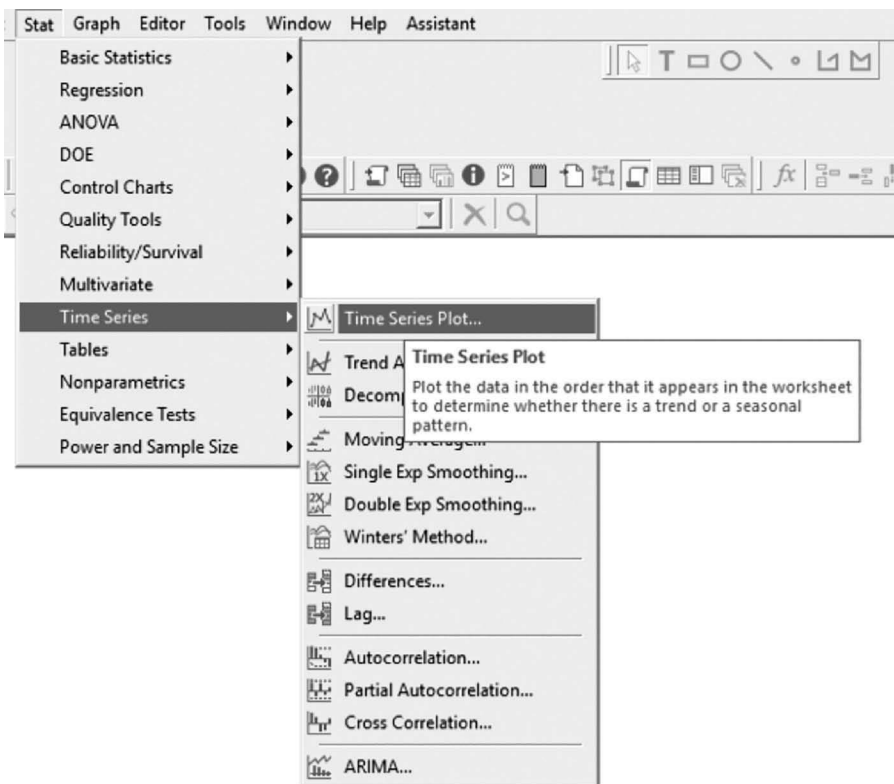 Stat Graph Editor Tools Window Help Assistant
Basic Statistics
Regression
ANOVA
DOE
Control Charts
Quality Tools
Reliability/Survival
Multivariate
Time Series
Tables
Nonparametrics
Equivalence Tests
Power and Sample Size
Time Series Plot...
Trend A
Decomp
Moving Average...
Single Exp Smoothing...
Double Exp Smoothing...
Winters' Method...
Differences...
Lag...
Autocorrelation...
Partial Autocorrelation...
Cross Correlation...
ARIMA...
Time Series Plot
Plot the data in the order that it appears in the worksheet
to determine whether there is a trend or a seasonal
pattern.
T
fx